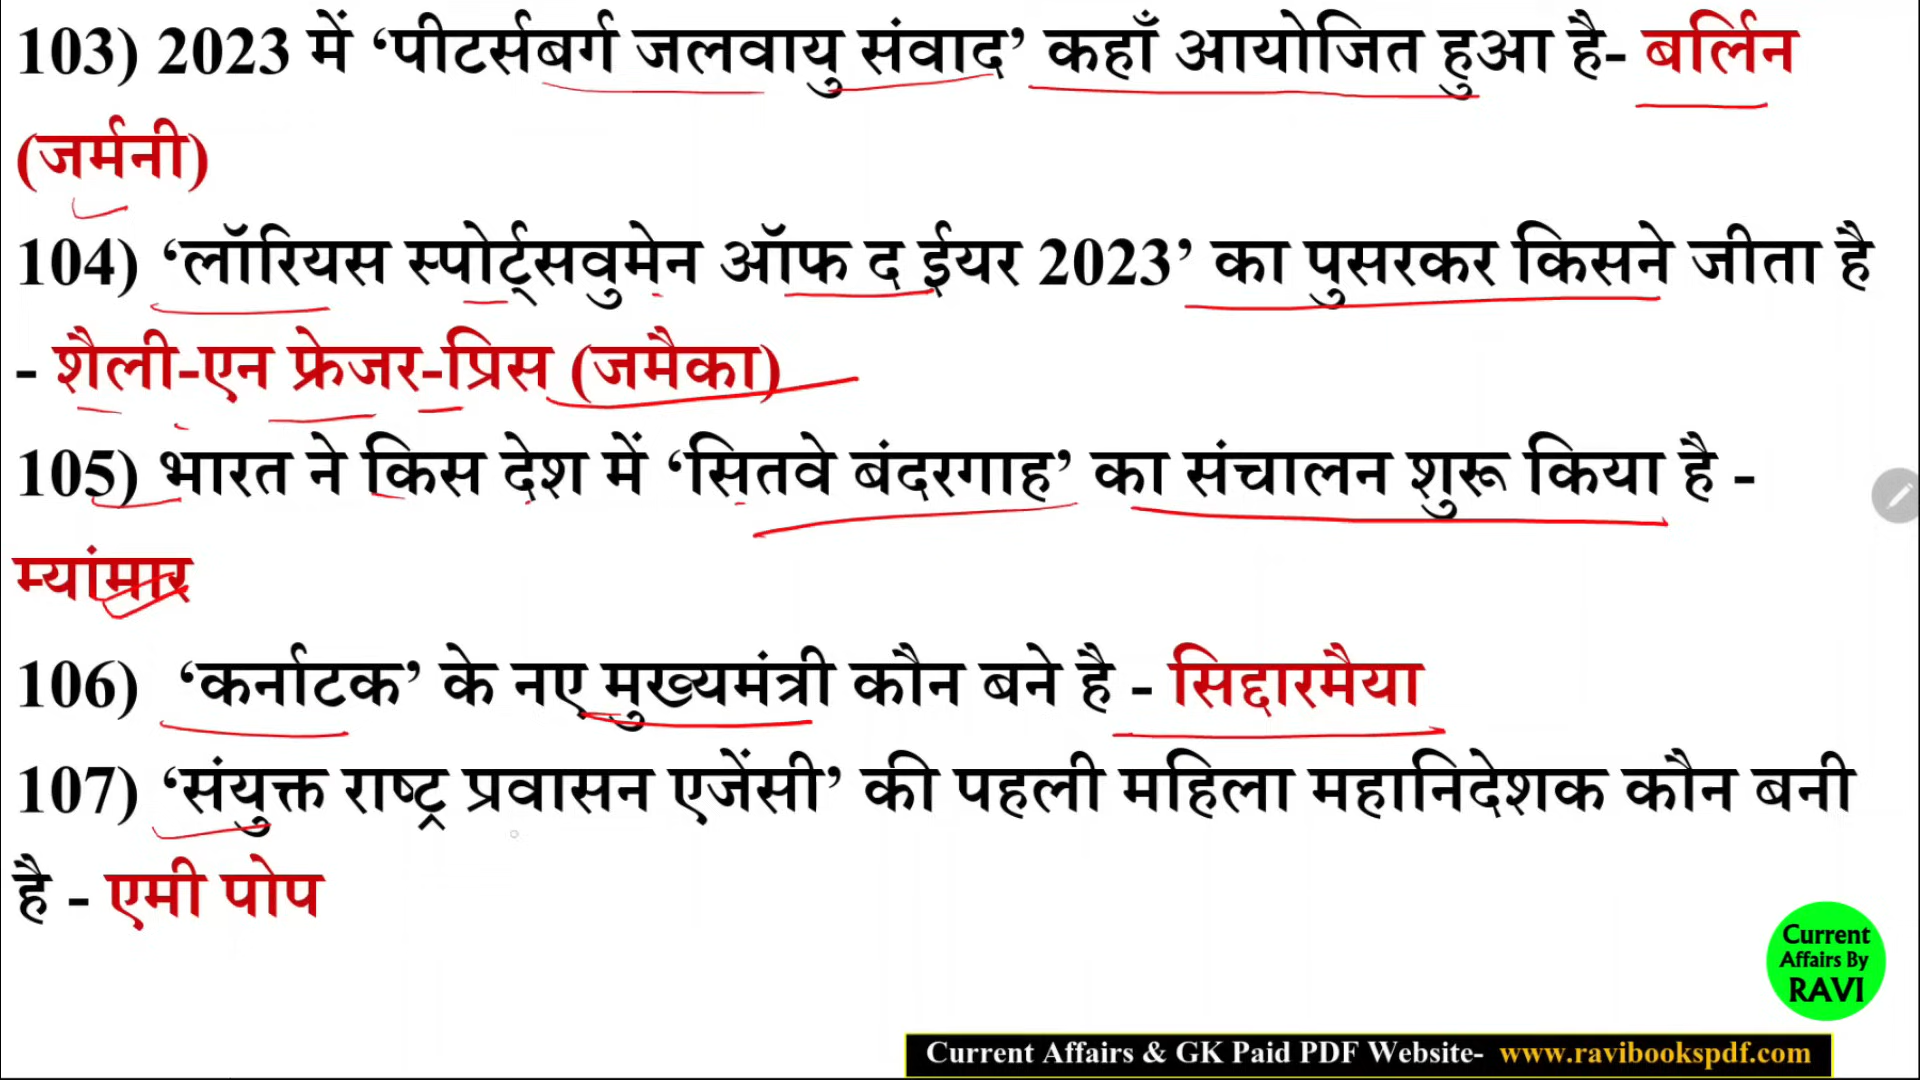 103) 2023 में ‘पीटर्सबर्ग जलवायु संवाद’ कहाँ आयोजित हुआ है- बर्लिन
(जर्मनी)
104) ‘लॉरियस स्पोर्ट्सवुमेन ऑफ द ईयर 2023’ का पुसरकर किसने जीता है
- शैली-एन फ्रेजर-प्रिस (जमैका)
105) भारत ने किस देश में ‘सितवे बंदरगाह’ का संचालन शुरू किया है -
म्यांमार
106) ‘कर्नाटक’ के नए मुख्यमंत्री कौन बने है - सिद्दारमैया
107) ‘संयुक्त राष्ट्र प्रवासन एजेंसी’ की पहली महिला महानिदेशक कौन बनी
है - एमी पोप
Current
Affairs By
RAVI
Current Affairs & GK Paid PDF Website- www.ravibookspdf.com